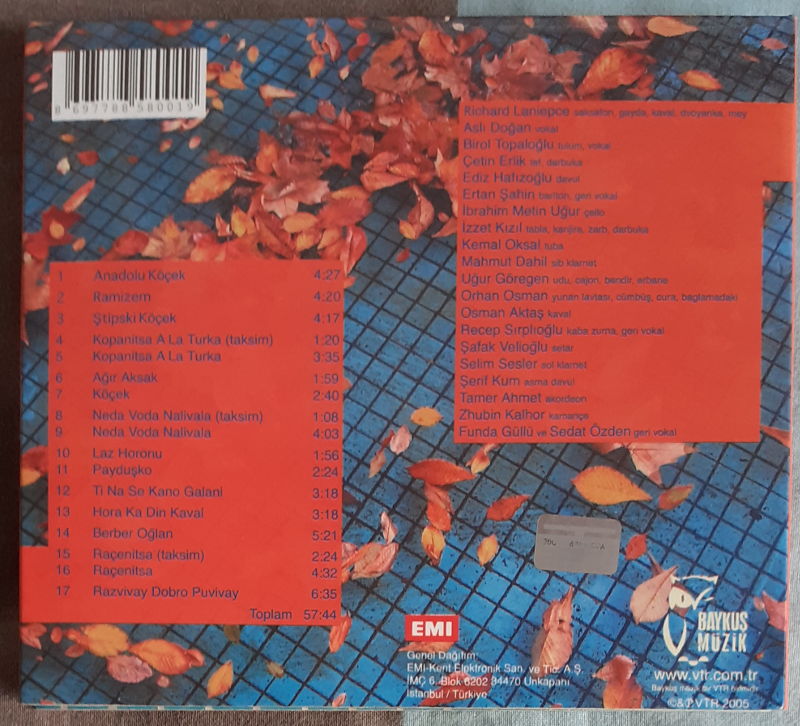 8 697788 580019
Richard Laniepce saksafon, gayda, kaval, dvoyanka, mey
Aslı Doğan vokal
Birol Topaloğlu tulum, vokal
Çetin Erlik tef, darbuka
Ediz Hafızoğlu davul
Ertan Şahin bariton, geri vokal
İbrahim Metin Uğur çello
İzzet Kızıl tabla, kanjira, zarb, darbuka
Kemal Oksal tuba
Mahmut Dahil sib klarnet
Uğur Göregen udu, cajon, bendir, erbane
Orhan Osman yunan lavtası, cümbüş, cura, baglamadaki
Osman Aktaş kaval
Recep Sırplıoğlu kaba zurna, geri vokal
Şafak Velioğlu setar
Selim Sesler sol klarnet
Şerif Kum asma davul
Tamer Ahmet akordeon
Zhubin Kalhor kamança
Funda Güllü ve Sedat Özden geri vokal
1 Anadolu Köçek 4:27
2 Ramizem 4:20
3 Ştipski Köçek 4:17
4 Kopanitsa A La Turka (taksim) 1:20
5 Kopanitsa A La Turka 3:35
6 Ağır Aksak 1:59
7 Köçek 2:40
8 Neda Voda Nalivala (taksim) 1:08
9 Neda Voda Nalivala 4:03
10 Laz Horonu 1:56
11 Payduşko 2:24
12 Ti Na Se Kano Galani 3:18
13 Hora Ka Din Kaval 3:18
14 Berber Oğlan 5:21
15 Raçenitsa (taksim) 2:24
16 Raçenitsa 4:32
17 Razvivay Dobro Puvivay 6:35
Toplam 57:44
EMI
Genel Dağıtım:
EMI-Kent Elektronik San. ve Tic. A.Ş.
İMÇ 6. Blok 6202 34470 Unkapanı
İstanbul / Türkiye
BAYKUŞ
MÜZİK
www.vtr.com.tr
Baykuş müzik bir VTR
©&℗ VTR 2005